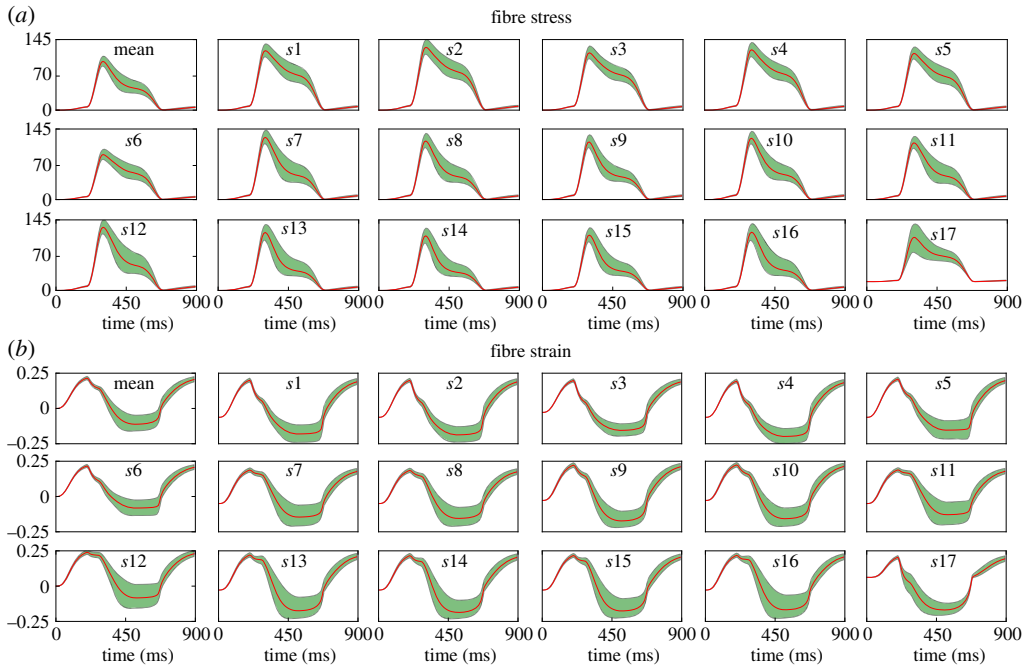 (a) fibre stress
145 mean s1 s2 s3 s4 s5
70
0
145 s6 s7 s8 s9 s10 s11
70
0
145 s12 s13 s14 s15 s16 s17
70
0
0 450 900 0 450 900 0 450 900 0 450 900 0 450 900 0 450 900
time (ms) time (ms) time (ms) time (ms) time (ms) time (ms)
(b) fibre strain
0.25 mean s1 s2 s3 s4 s5
0
−0.25
0.25 s6 s7 s8 s9 s10 s11
0
−0.25
0.25 s12 s13 s14 s15 s16 s17
0
−0.25
0 450 900 0 450 900 0 450 900 0 450 900 0 450 900 0 450 900
time (ms) time (ms) time (ms) time (ms) time (ms) time (ms)